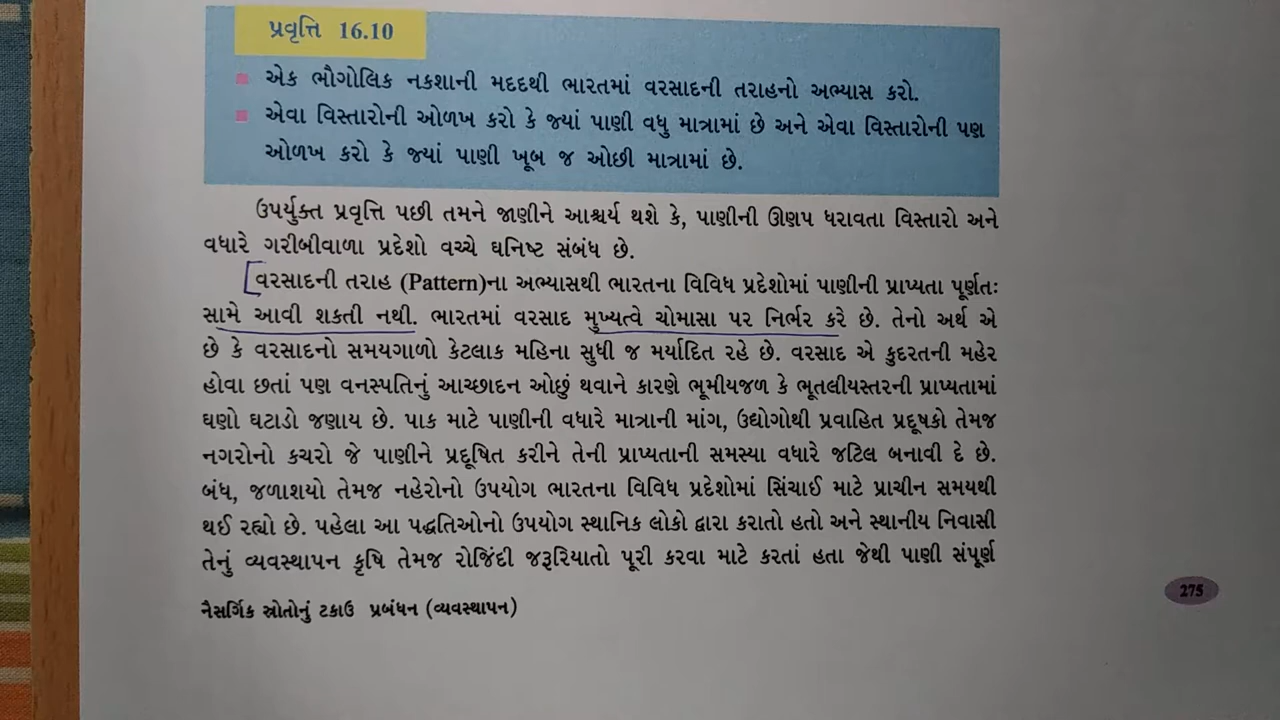 પ્રવૃત્તિ 16.10
એક ભૌગોલિક નકશાની મદદથી ભારતમાં વરસાદની તરાહનો અભ્યાસ કરો.
એવા વિસ્તારોની ઓળખ કરો કે જ્યાં પાણી વધુ માત્રામાં છે અને એવા વિસ્તારોની પણ
ઓળખ કરો કે જ્યાં પાણી ખૂબ જ ઓછી માત્રામાં છે.
ઉપર્યુક્ત પ્રવૃત્તિ પછી તમને જાણીને આશ્ચર્ય થશે કે, પાણીની ઊણપ ધરાવતા વિસ્તારો અને
વધારે ગરીબીવાળા પ્રદેશો વચ્ચે ઘનિષ્ટ સંબંધ છે.
વરસાદની તરાહ (Pattern)ના અભ્યાસથી ભારતના વિવિધ પ્રદેશોમાં પાણીની પ્રાપ્યતા પૂર્ણતઃ
સામે આવી શકતી નથી. ભારતમાં વરસાદ મુખ્યત્વે ચોમાસા પર નિર્ભર કરે છે. તેનો અર્થ એ
છે કે વરસાદનો સમયગાળો કેટલાક મહિના સુધી જ મર્યાદિત રહે છે. વરસાદ એ કુદરતની મહેર
હોવા છતાં પણ વનસ્પતિનું આચ્છાદન ઓછું થવાને કારણે ભૂમીયજળ કે ભૂતલીયસ્તરની પ્રાપ્યતામાં
ઘણો ઘટાડો જણાય છે. પાક માટે પાણીની વધારે માત્રાની માંગ, ઉદ્યોગોથી પ્રવાહિત પ્રદૂષકો તેમજ
નગરોનો કચરો જે પાણીને પ્રદૂષિત કરીને તેની પ્રાપ્યતાની સમસ્યા વધારે જટિલ બનાવી દે છે.
બંધ, જળાશયો તેમજ નહેરોનો ઉપયોગ ભારતના વિવિધ પ્રદેશોમાં સિંચાઈ માટે પ્રાચીન સમયથી
થઈ રહ્યો છે. પહેલા આ પદ્ધતિઓનો ઉપયોગ સ્થાનિક લોકો દ્વારા કરાતો હતો અને સ્થાનીય નિવાસી
તેનું વ્યવસ્થાપન કૃષિ તેમજ રોજિંદી જરૂરિયાતો પૂરી કરવા માટે કરતાં હતા જેથી પાણી સંપૂર્ણ
નૈસર્ગિક સ્રોતોનું ટકાઉ પ્રબંધન (વ્યવસ્થાપન)
275